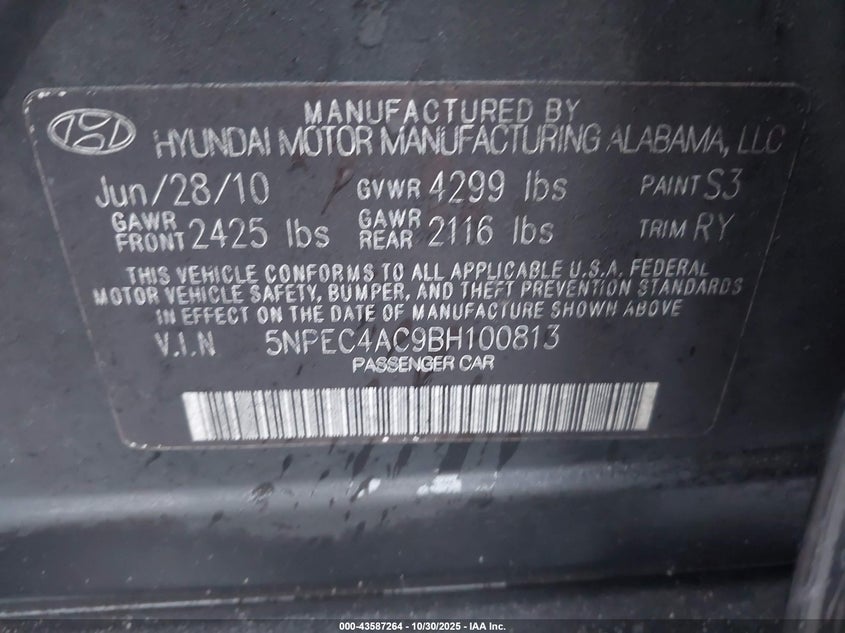 MANUFACTURED BY
HYUNDAI MOTOR MANUFACTURING ALABAMA, LLC
Jun/28/10 GVWR 4299 lbs PAINT S3
GAWR FRONT 2425 lbs GAWR REAR 2116 lbs TRIM RY
THIS VEHICLE CONFORMS TO ALL APPLICABLE U.S.A. FEDERAL
MOTOR VEHICLE SAFETY, BUMPER, AND THEFT PREVENTION STANDARDS
IN EFFECT ON THE DATE OF MANUFACTURE SHOWN ABOVE
V.I.N 5NPEC4AC9BH100813
PASSENGER CAR
000-43587264 - 10/30/2025 - IAA Inc.